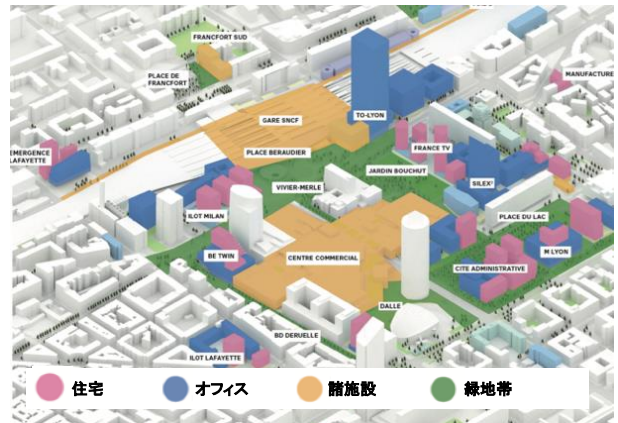 FRANCFORT SUD
PLACE DE
FRANCFORT
MANUFACTURE
TO-LYON
GARE SNCF
EMERGENCE
LAFAYETTE
PLACE BERAUDIER
FRANCE TV
JARDIN BOUCHUT
VIVIER-MERLE
SILEX²
ILOT MILAN
PLACE DU LAC
BE TWIN
CENTRE COMMERCIAL
M LYON
CITE ADMINISTRATIVE
DALLE
BD DERUELLE
ILOT LAFAYETTE
住宅 オフィス 諸施設 緑地帯